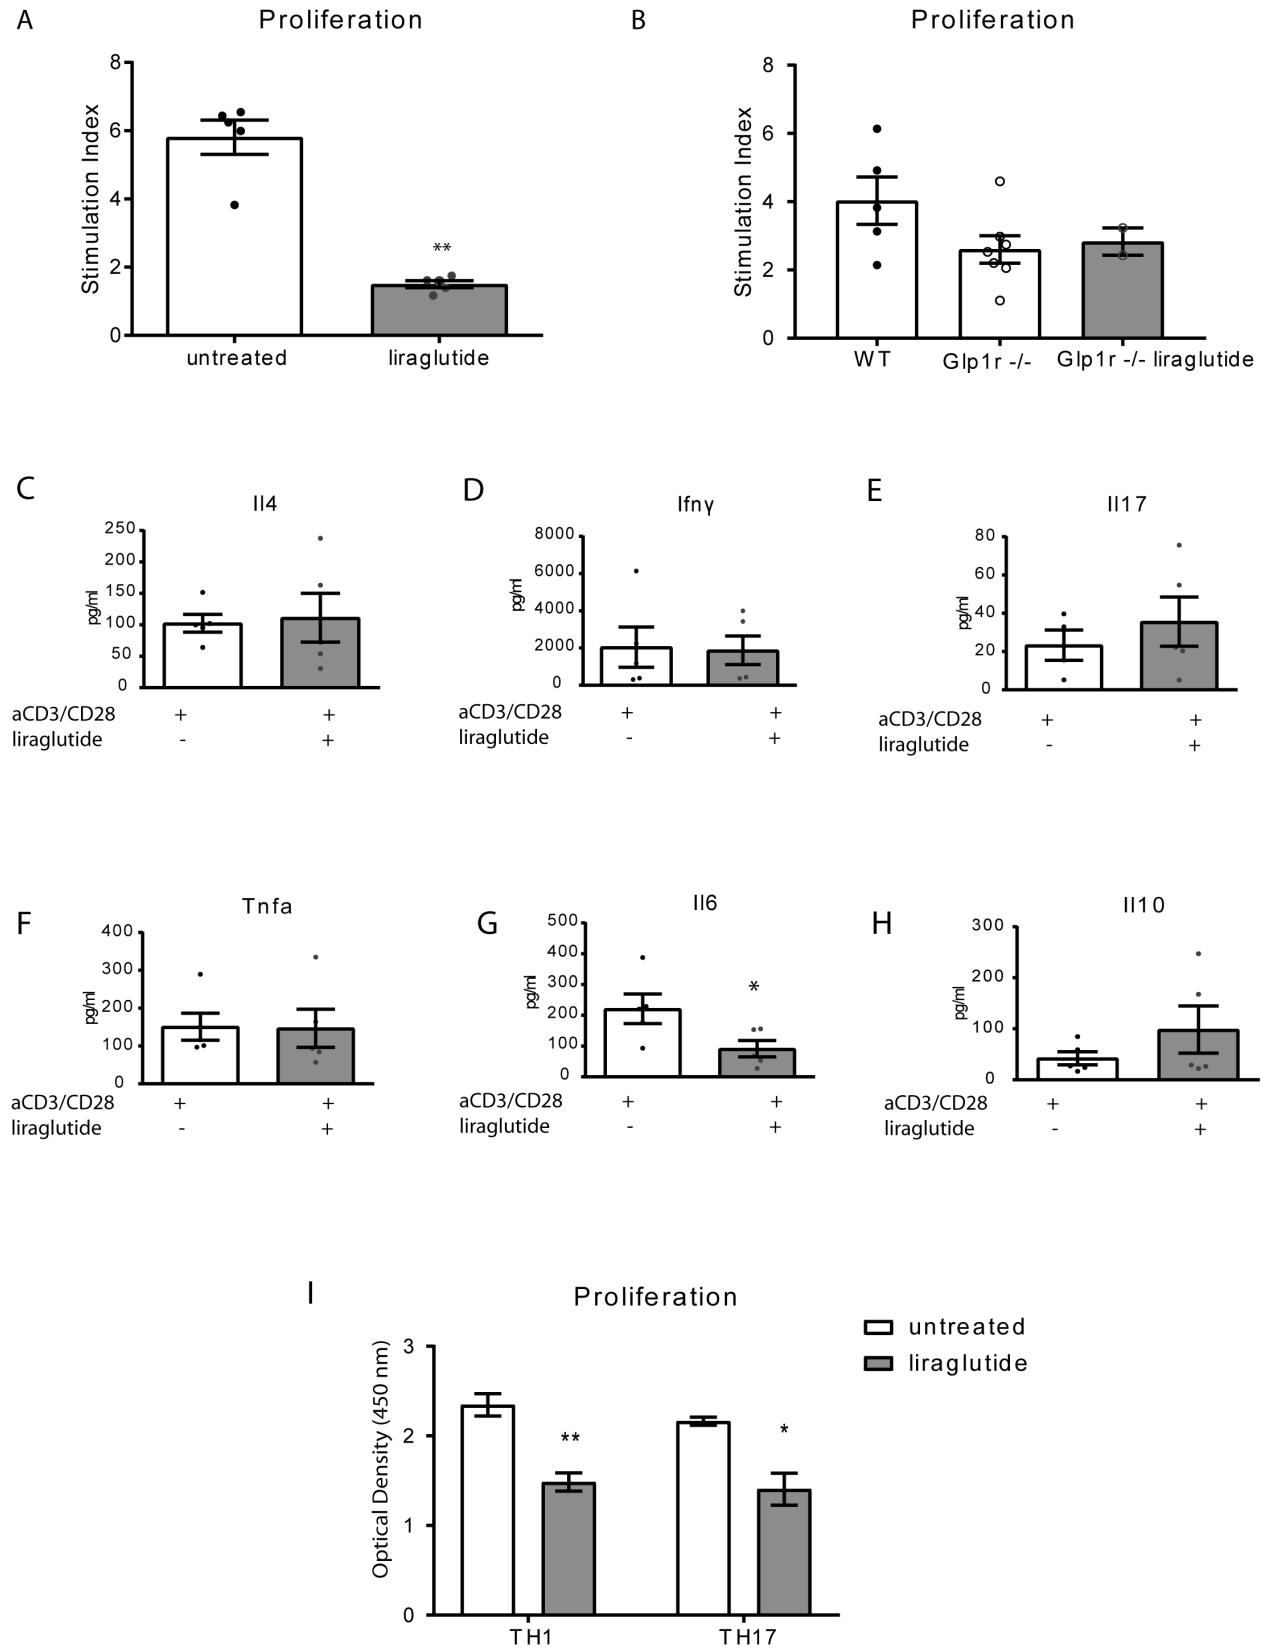 A
Proliferation
Stimulation Index
8
6
4
2
0
**
untreated
liraglutide
B
Proliferation
Stimulation Index
8
6
4
2
0
WT
Glp1r -/-
Glp1r -/- liraglutide
C
Il4
pg/ml
250
200
150
100
50
0
aCD3/CD28 + +
liraglutide - +
D
Ifnγ
pg/ml
8000
6000
4000
2000
0
aCD3/CD28 + +
liraglutide - +
E
Il17
pg/ml
80
60
40
20
0
aCD3/CD28 + +
liraglutide - +
F
Tnfa
pg/ml
400
300
200
100
0
aCD3/CD28 + +
liraglutide - +
G
Il6
pg/ml
500
400
300
200
100
0
*
aCD3/CD28 + +
liraglutide - +
H
Il10
pg/ml
300
200
100
0
aCD3/CD28 + +
liraglutide - +
I
Proliferation
untreated
liraglutide
Optical Density (450 nm)
3
2
1
0
**
*
TH1
TH17